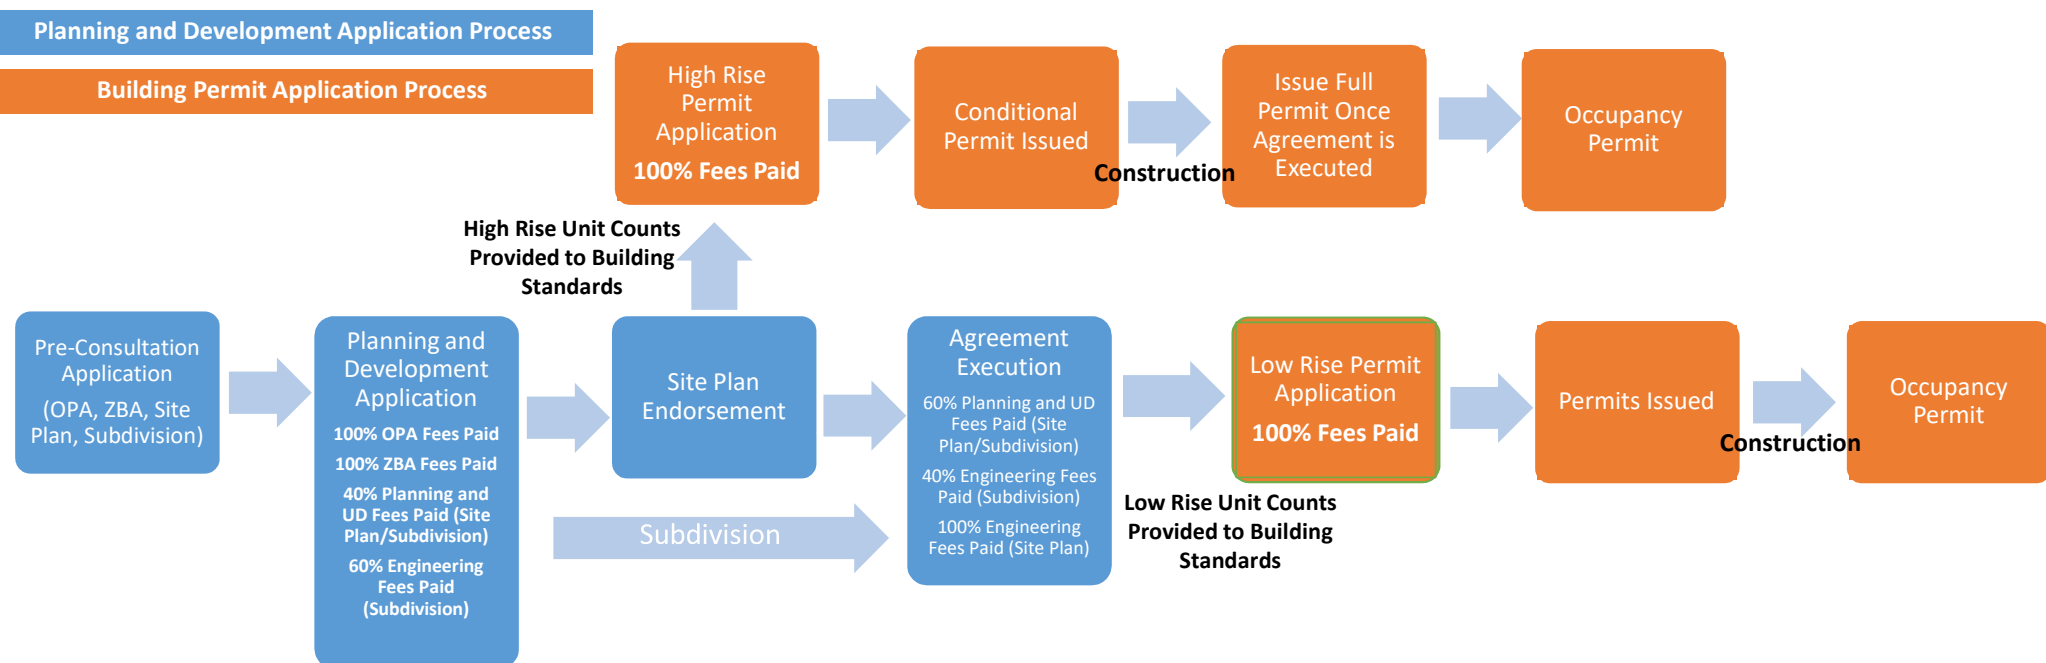 Planning and Development Application Process
Building Permit Application Process
High Rise
Permit
Application
100% Fees Paid
Conditional
Permit Issued
Construction
Issue Full
Permit Once
Agreement is
Executed
Occupancy
Permit
High Rise Unit Counts
Provided to Building
Standards
Pre-Consultation
Application
(OPA, ZBA, Site
Plan, Subdivision)
Planning and
Development
Application
100% OPA Fees Paid
100% ZBA Fees Paid
40% Planning and
UD Fees Paid (Site
Plan/Subdivision)
60% Engineering
Fees Paid
(Subdivision)
Site Plan
Endorsement
Subdivision
Agreement
Execution
60% Planning and UD
Fees Paid (Site
Plan/Subdivision)
40% Engineering Fees
Paid (Subdivision)
100% Engineering
Fees Paid (Site Plan)
Low Rise Permit
Application
100% Fees Paid
Low Rise Unit Counts
Provided to Building
Standards
Permits Issued
Construction
Occupancy
Permit